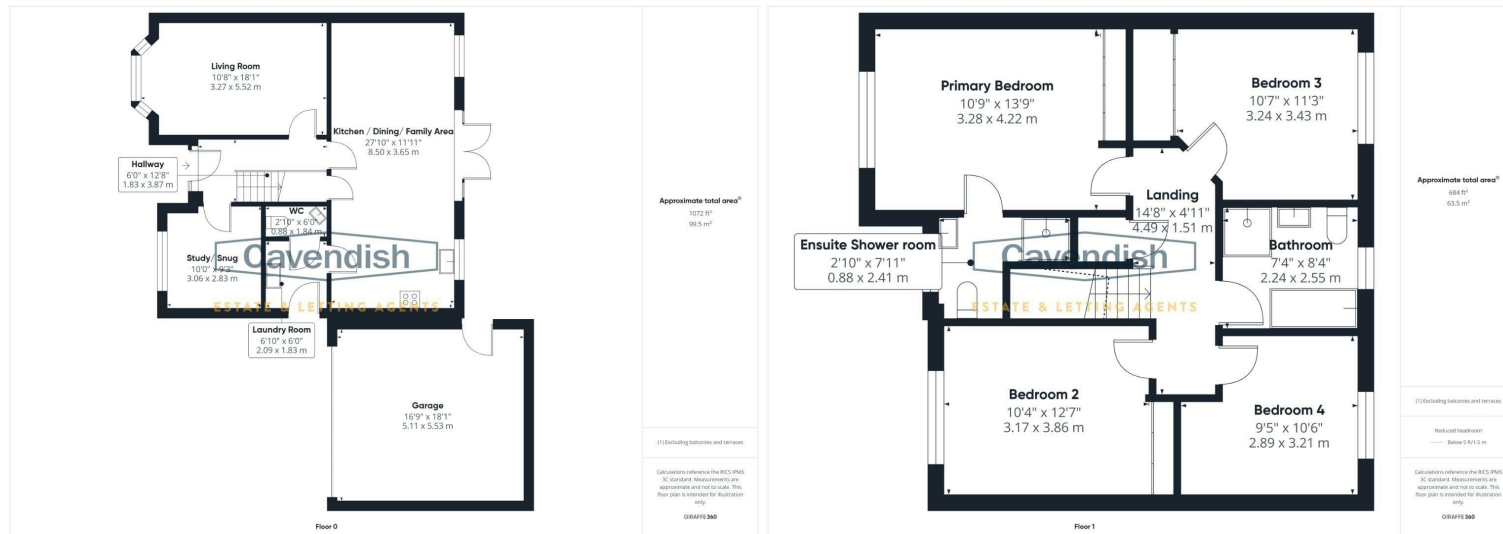 Living Room
10'8" x 18'1"
3.27 x 5.52 m
Kitchen / Dining/ Family Area
27'10" x 11'11"
8.50 x 3.65 m
Hallway
6'0" x 12'8"
1.83 x 3.87 m
WC
2'10" x 6'0"
0.88 x 1.84 m
Study/ Snug
10'0" x 9'3"
3.06 x 2.83 m
Cavendish
ESTATE & LETTING AGENTS
Laundry Room
6'10" x 6'0"
2.09 x 1.83 m
Garage
16'9" x 18'1"
5.11 x 5.53 m
Floor 0
Approximate total area(1)
1072 ft²
99.5 m²
(1) Excluding balconies and terraces
Calculations reference the RICS IPMS
3C standard. Measurements are
approximate and not to scale. This
floor plan is intended for illustration
only.
GIRAFFE360
Primary Bedroom
10'9" x 13'9"
3.28 x 4.22 m
Bedroom 3
10'7" x 11'3"
3.24 x 3.43 m
Landing
14'8" x 4'11"
4.49 x 1.51 m
Ensuite Shower room
2'10" x 7'11"
0.88 x 2.41 m
Bathroom
7'4" x 8'4"
2.24 x 2.55 m
Cavendish
ESTATE & LETTING AGENTS
Bedroom 2
10'4" x 12'7"
3.17 x 3.86 m
Bedroom 4
9'5" x 10'6"
2.89 x 3.21 m
Floor 1
Approximate total area(1)
684 ft²
63.5 m²
(1) Excluding balconies and terraces
Reduced headroom
Below 5 ft/1.5 m
Calculations reference the RICS IPMS
3C standard. Measurements are
approximate and not to scale. This
floor plan is intended for illustration
only.
GIRAFFE360